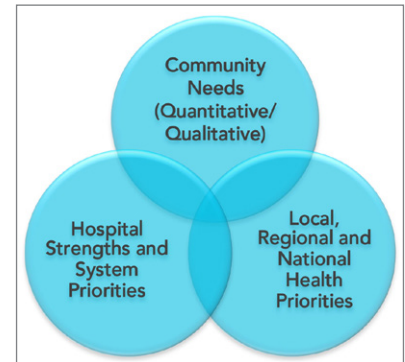 Community
Needs
(Quantitative/
Qualitative)
Hospital
Strengths and
System
Priorities
Local,
Regional and
National
Health
Priorities